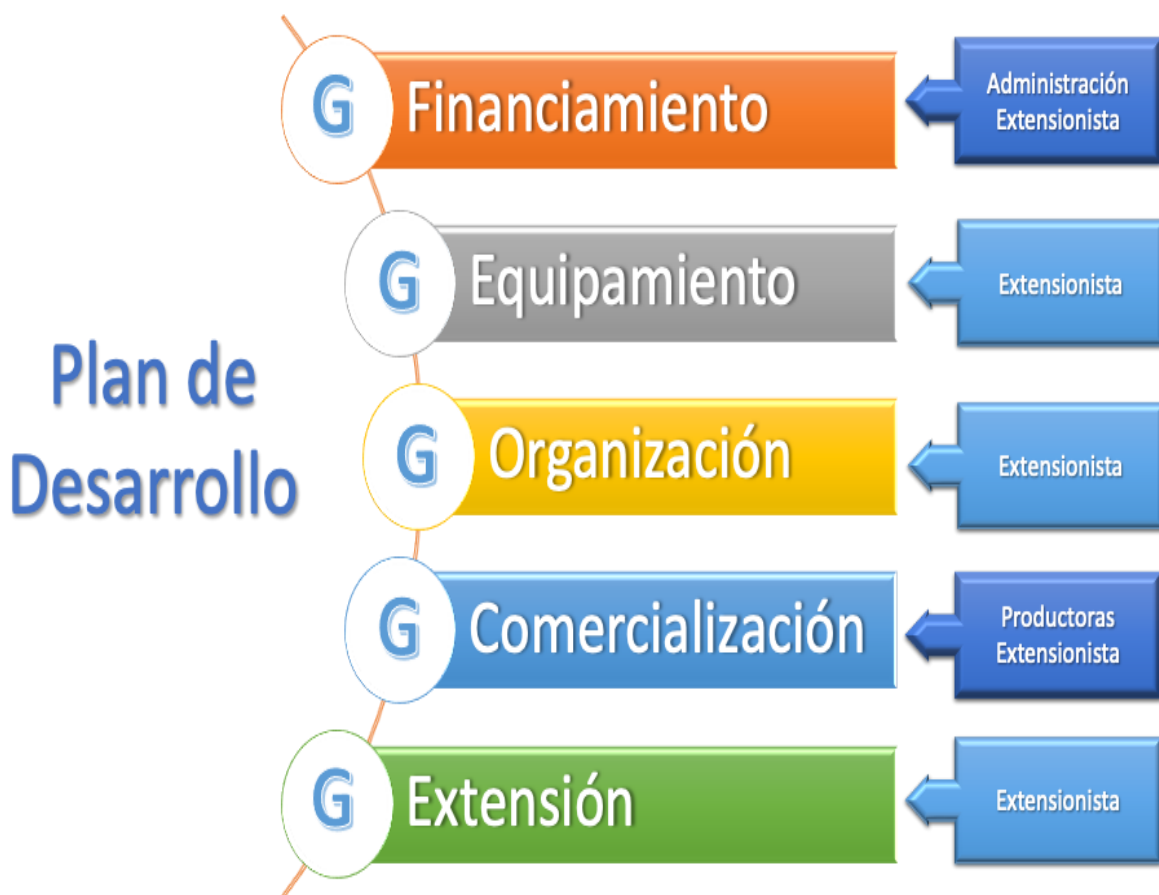 Plan de
Desarrollo
G
Financiamiento
Administración
Extensionista
G
Equipamiento
Extensionista
G
Organización
Extensionista
G
Comercialización
Productoras
Extensionista
G
Extensión
Extensionista